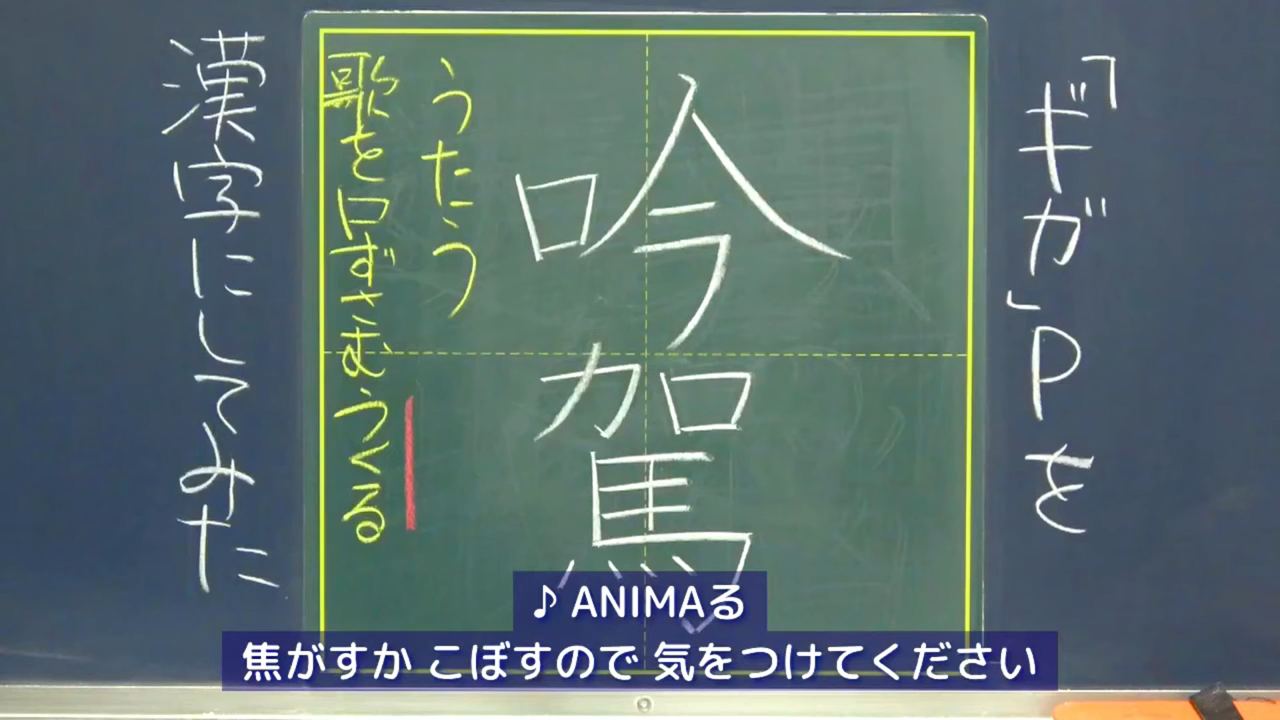 「ギガ」Pを
吟
駕
うたう
歌を口ずさむうくる
漢字にしてみた
♪ANIMAる
焦がすか こぼすので 気をつけてください